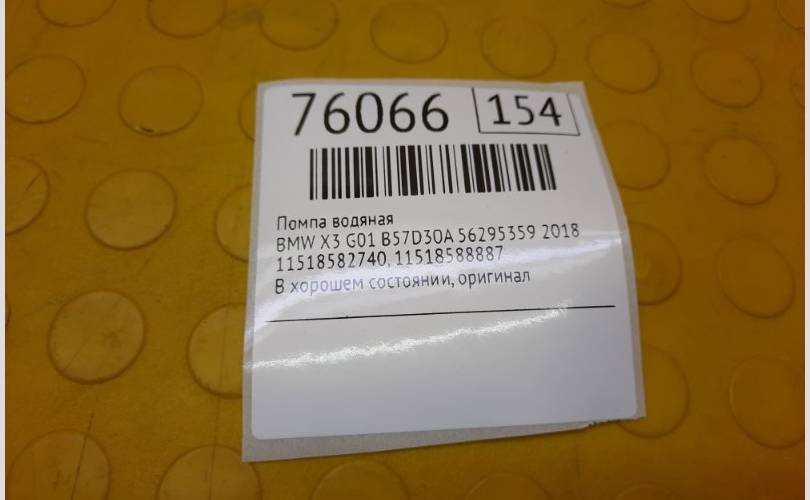 76066 154
Помпа водяная
BMW X3 G01 B57D30A 56295359 2018
11518582740, 11518588887
В хорошем состоянии, оригинал